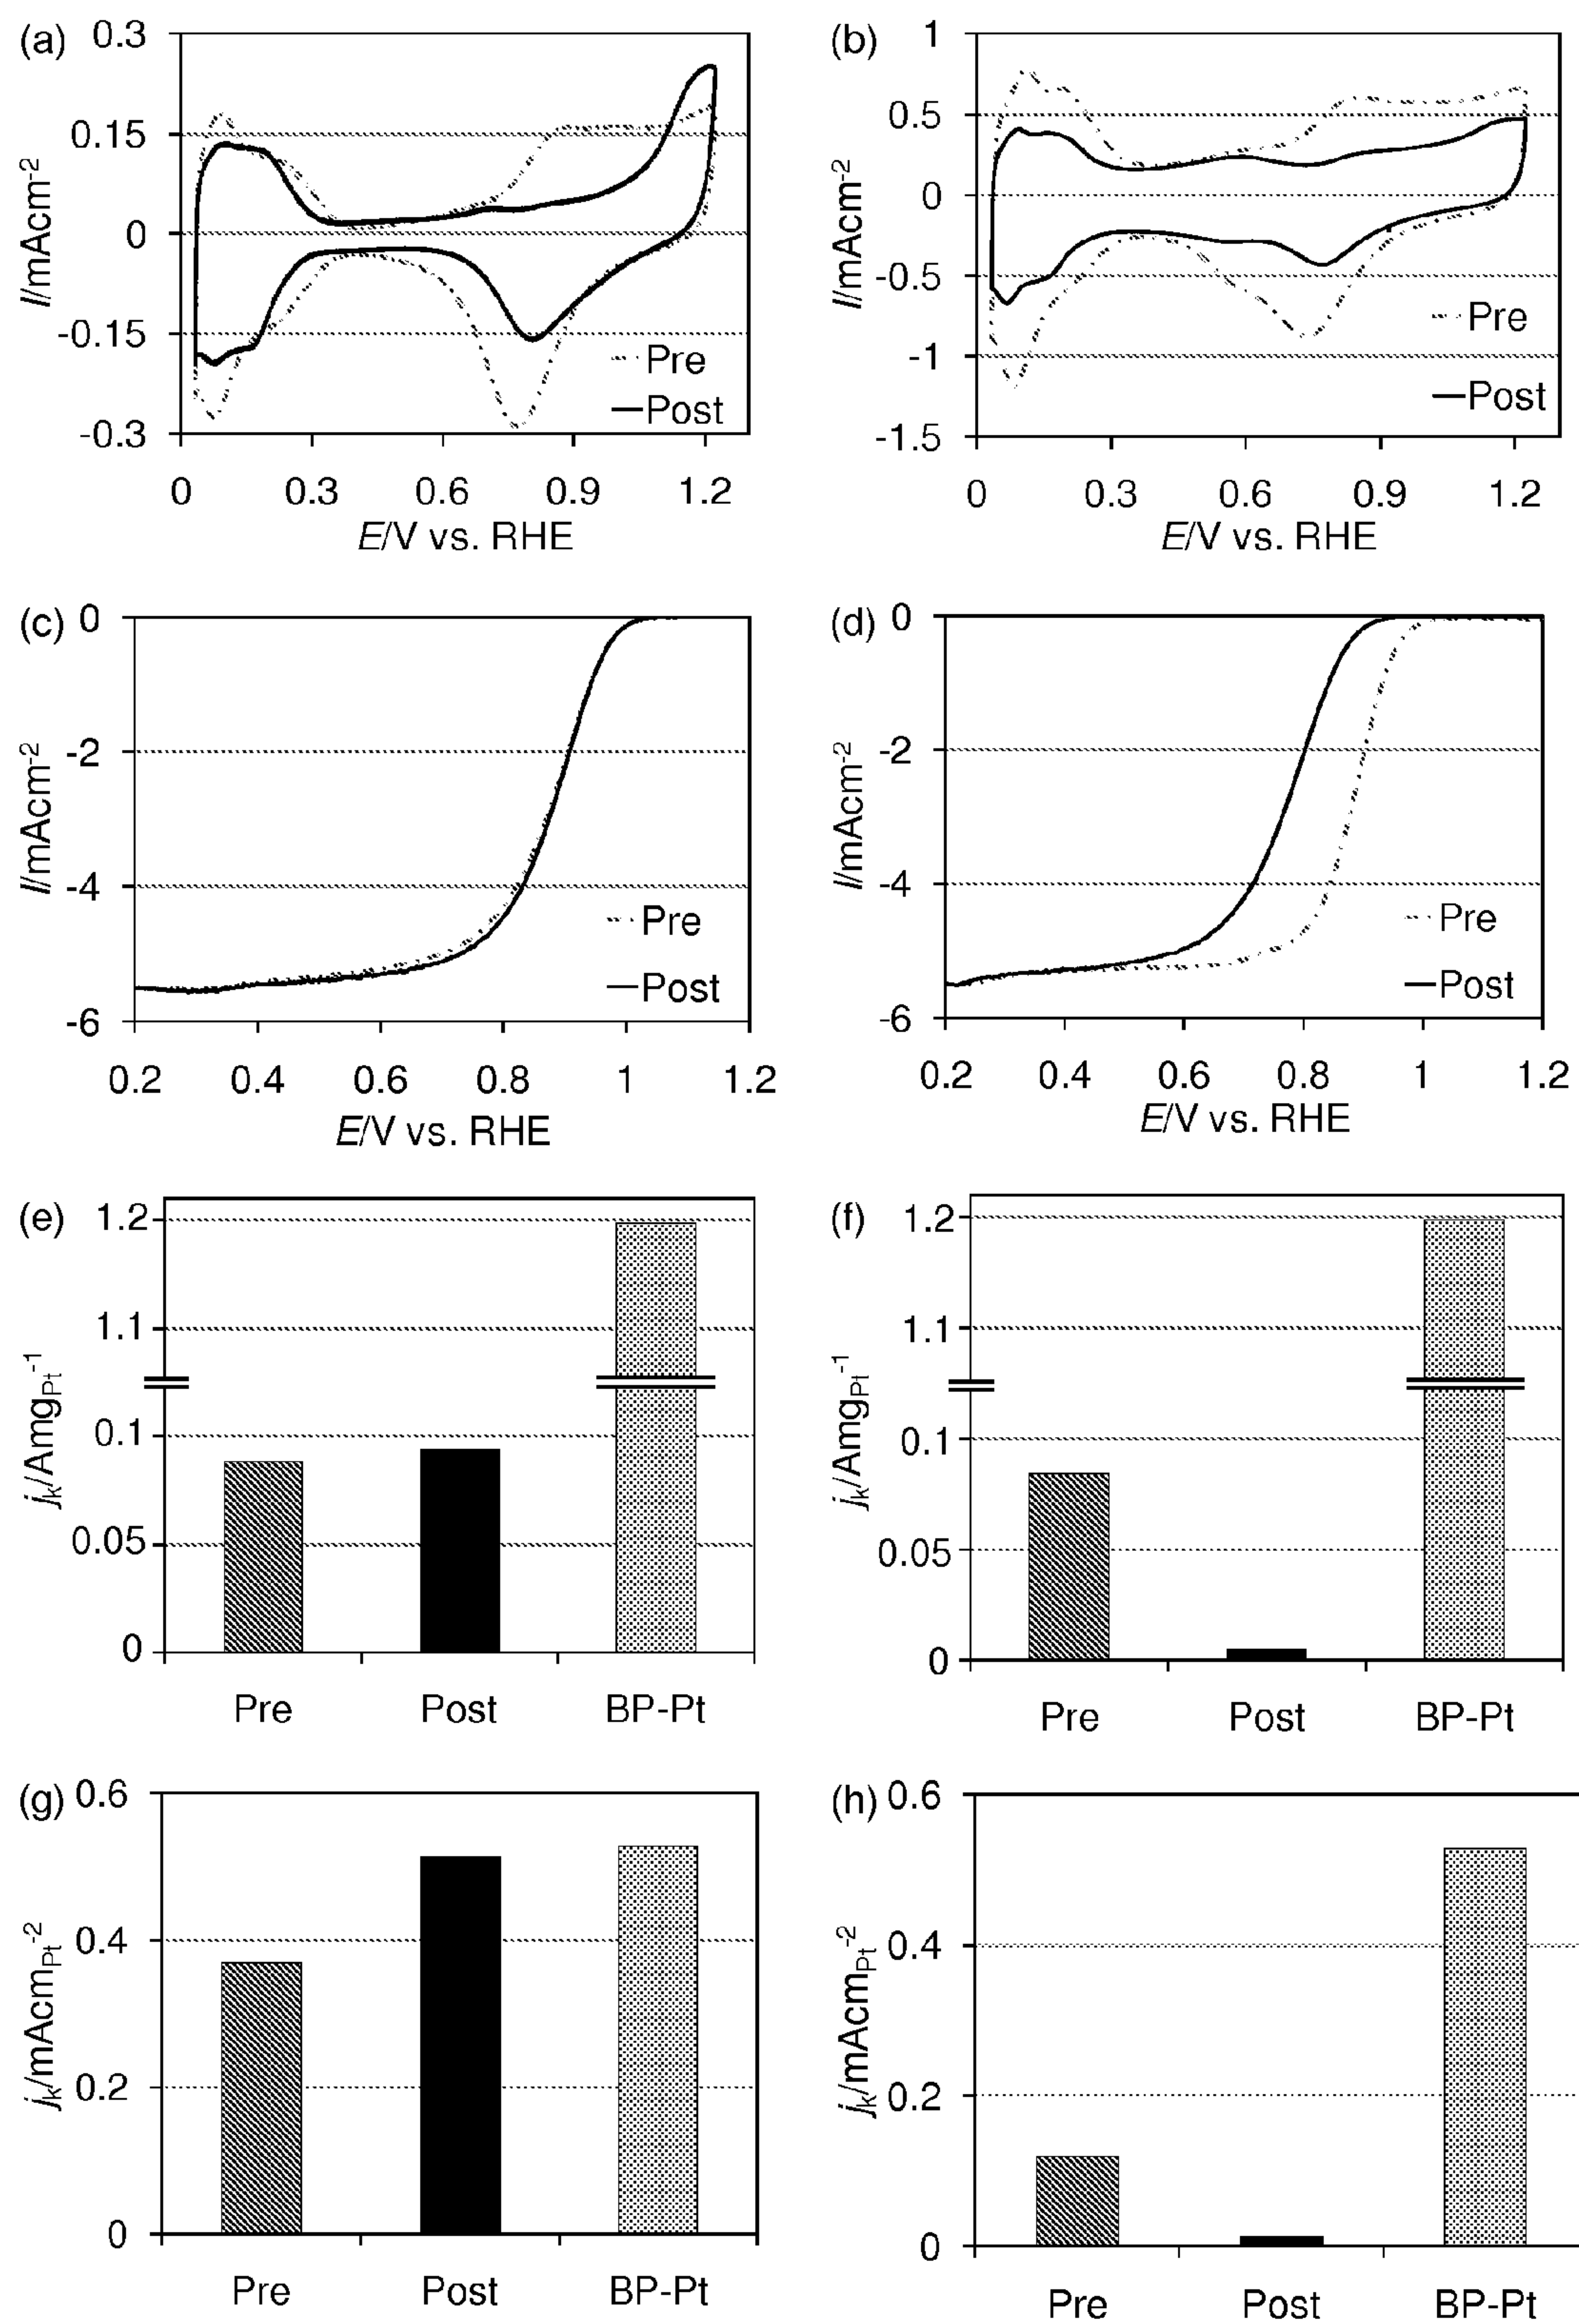 (a)
0.3
0.15
0
-0.15
-0.3
I/mAcm-2
Pre
Post
0 0.3 0.6 0.9 1.2
E/V vs. RHE
(b)
1
0.5
0
-0.5
-1
-1.5
I/mAcm-2
Pre
Post
0 0.3 0.6 0.9 1.2
E/V vs. RHE
(c)
0
-2
-4
-6
I/mAcm-2
Pre
Post
0.2 0.4 0.6 0.8 1 1.2
E/V vs. RHE
(d)
0
-2
-4
-6
I/mAcm-2
Pre
Post
0.2 0.4 0.6 0.8 1 1.2
E/V vs. RHE
(e)
1.2
1.1
0.1
0.05
0
jk/AmgPt-1
Pre Post BP-Pt
(f)
1.2
1.1
0.1
0.05
0
jk/AmgPt-1
Pre Post BP-Pt
(g)
0.6
0.4
0.2
0
jk/mAcmPt-2
Pre Post BP-Pt
(h)
0.6
0.4
0.2
0
jk/mAcmPt-2
Pre Post BP-Pt